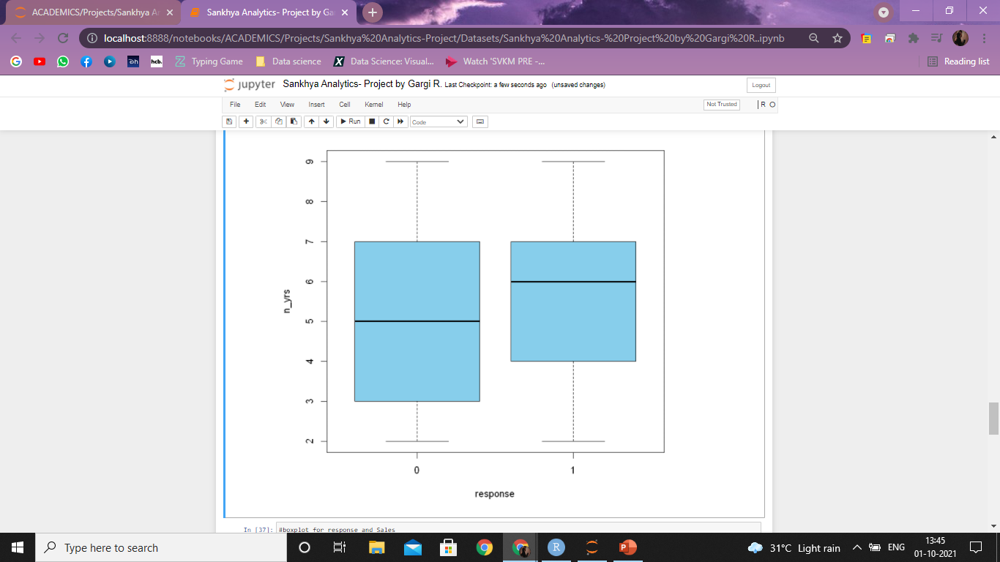 ACADEMICS/Projects/Sankhya Ar
Sankhya Analytics- Project by Ga
localhost:8888/notebooks/ACADEMICS/Projects/Sankhya%20Analytics-Project/Datasets/Sankhya%20Analytics-%20Project%20by%20Gargi%20R..ipynb
Dh hcb. Typing Game Data science X Data Science: Visual... Watch 'SVKM PRE -... Reading list
jupyter Sankhya Analytics- Project by Gargi R. Last Checkpoint: a few seconds ago (unsaved changes) Logout
File Edit View Insert Cell Kernel Help Not Trusted R
Run Code
9
8
7
6
5
4
3
2
n_yrs
0 1
response
In [37]: #boxplot for response and Sales
Type here to search 31°C Light rain ENG 13:45
01-10-2021